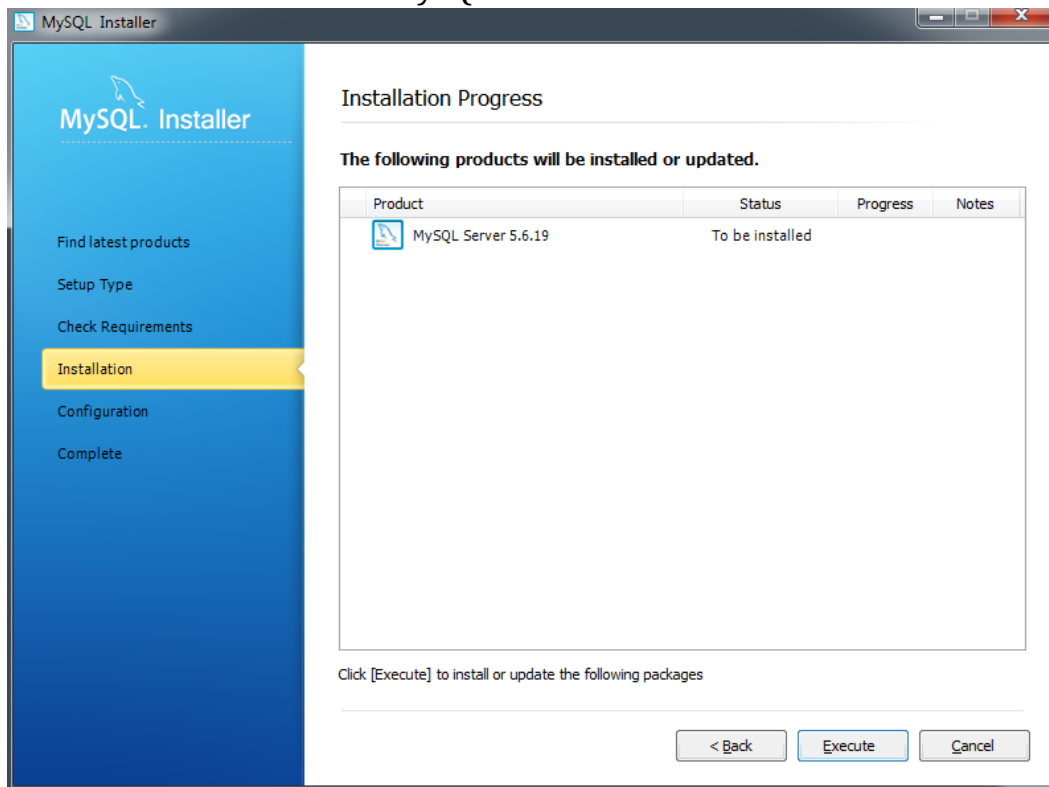 MySQL Installer
MySQL. Installer
Installation Progress
The following products will be installed or updated.
Product Status Progress Notes
MySQL Server 5.6.19 To be installed
Find latest products
Setup Type
Check Requirements
Installation
Configuration
Complete
Click [Execute] to install or update the following packages
< Back Execute Cancel